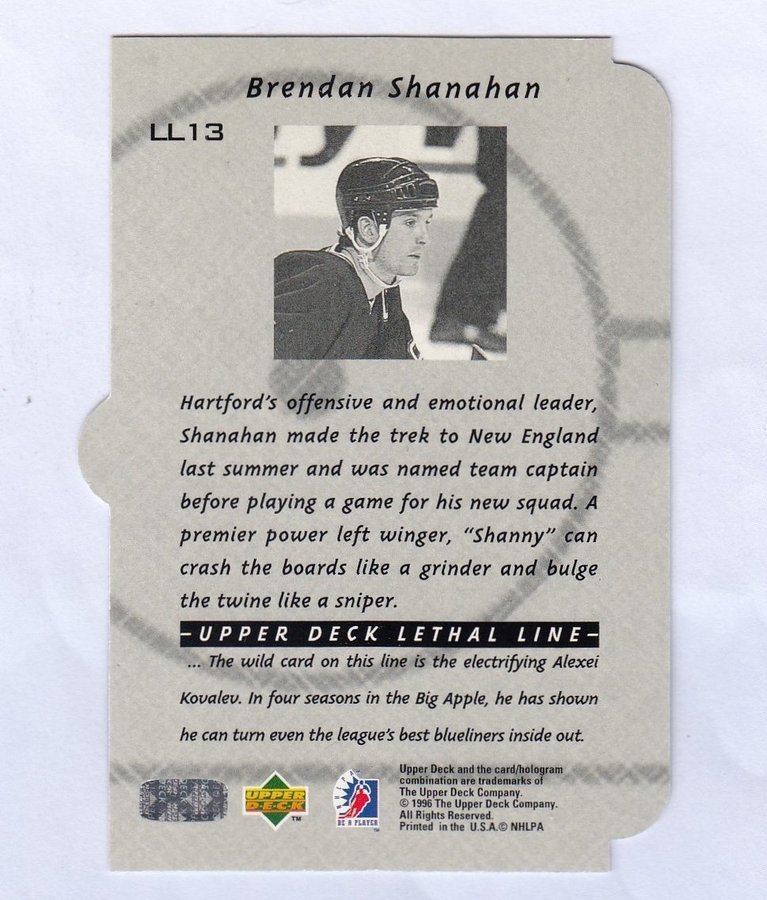 Brendan Shanahan
LL13
Hartford's offensive and emotional leader,
Shanahan made the trek to New England
last summer and was named team captain
before playing a game for his new squad. A
premier power left winger, “Shanny” can
crash the boards like a grinder and bulge
the twine like a sniper.
–UPPER DECK LETHAL LINE–
... The wild card on this line is the electrifying Alexei
Kovalev. In four seasons in the Big Apple, he has shown
he can turn even the league's best blueliners inside out.
UPPER
DECK
™
BE A PLAYER
™
Upper Deck and the card/hologram
combination are trademarks of
The Upper Deck Company.
© 1996 The Upper Deck Company.
All Rights Reserved.
Printed in the U.S.A.© NHLPA